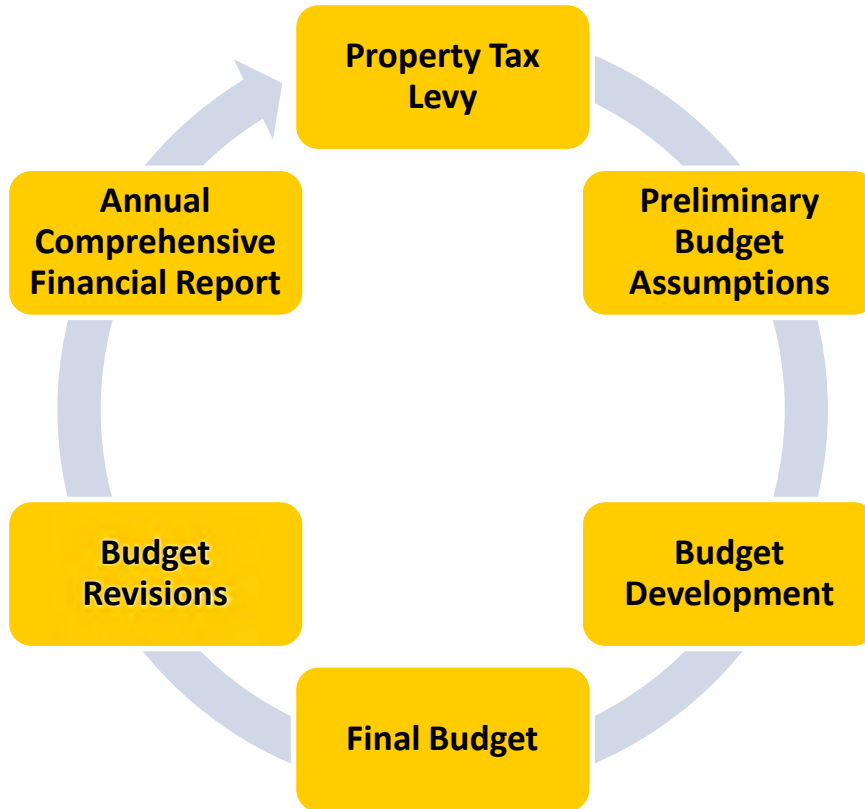 Property Tax
Levy
Preliminary
Budget
Assumptions
Budget
Development
Final Budget
Budget
Revisions
Annual
Comprehensive
Financial Report